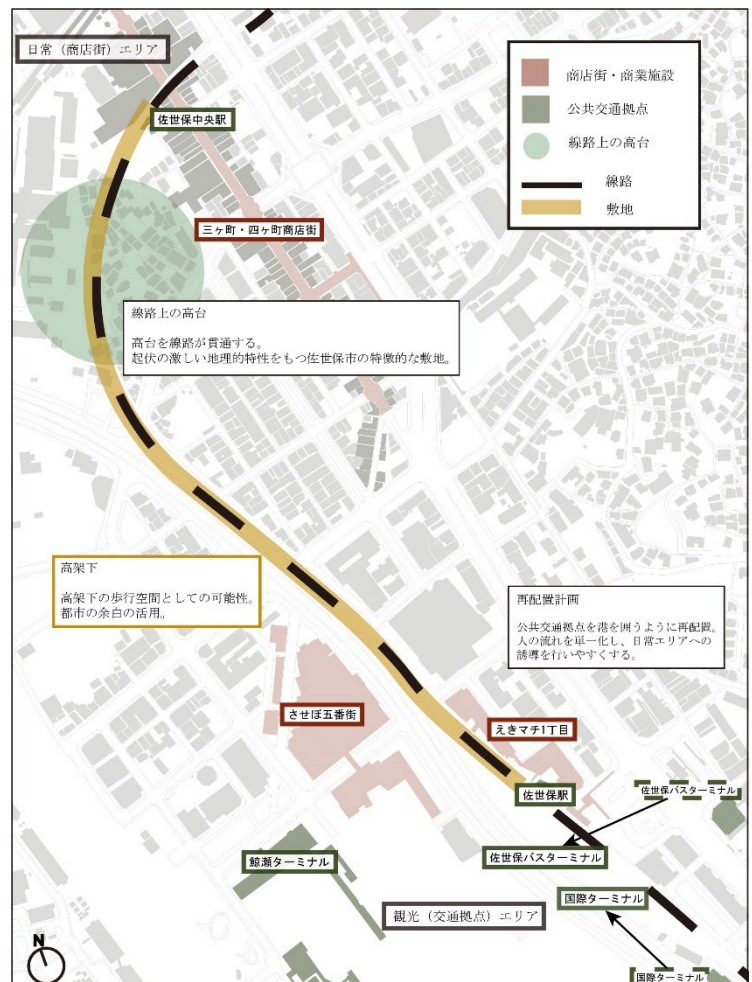 日常（商店街）エリア
佐世保中央駅
商店街・商業施設
公共交通拠点
線路上の高台
線路
敷地
三ヶ町・四ヶ町商店街
線路上の高台
高台を線路が貫通する。
起伏の激しい地理的特性をもつ佐世保市の特徴的な敷地。
高架下
高架下の歩行空間としての可能性。
都市の余白の活用。
再配置計画
公共交通拠点を港を囲うように再配置。
人の流れを単一化し、日常エリアへの
誘導を行いやすくする。
させぼ五番街
えきマチ1丁目
佐世保駅
佐世保バスターミナル
佐世保バスターミナル
鯨瀬ターミナル
国際ターミナル
観光（交通拠点）エリア
N
国際ターミナル